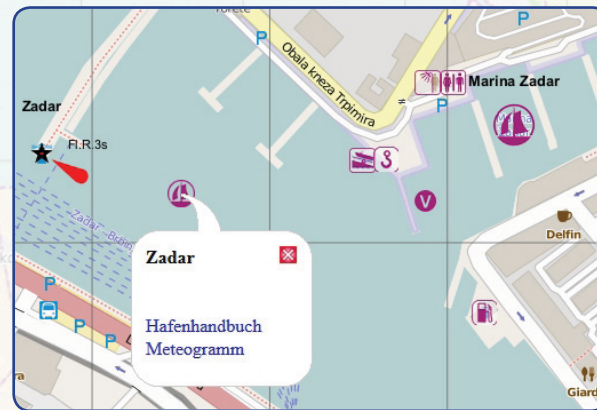 P
P
Obala kneza Trpimira
Marina Zadar
P
Zadar
Fl.R.3s
V
Delfin
Zadar
Hafenhandbuch
Meteogramm
P
P
P